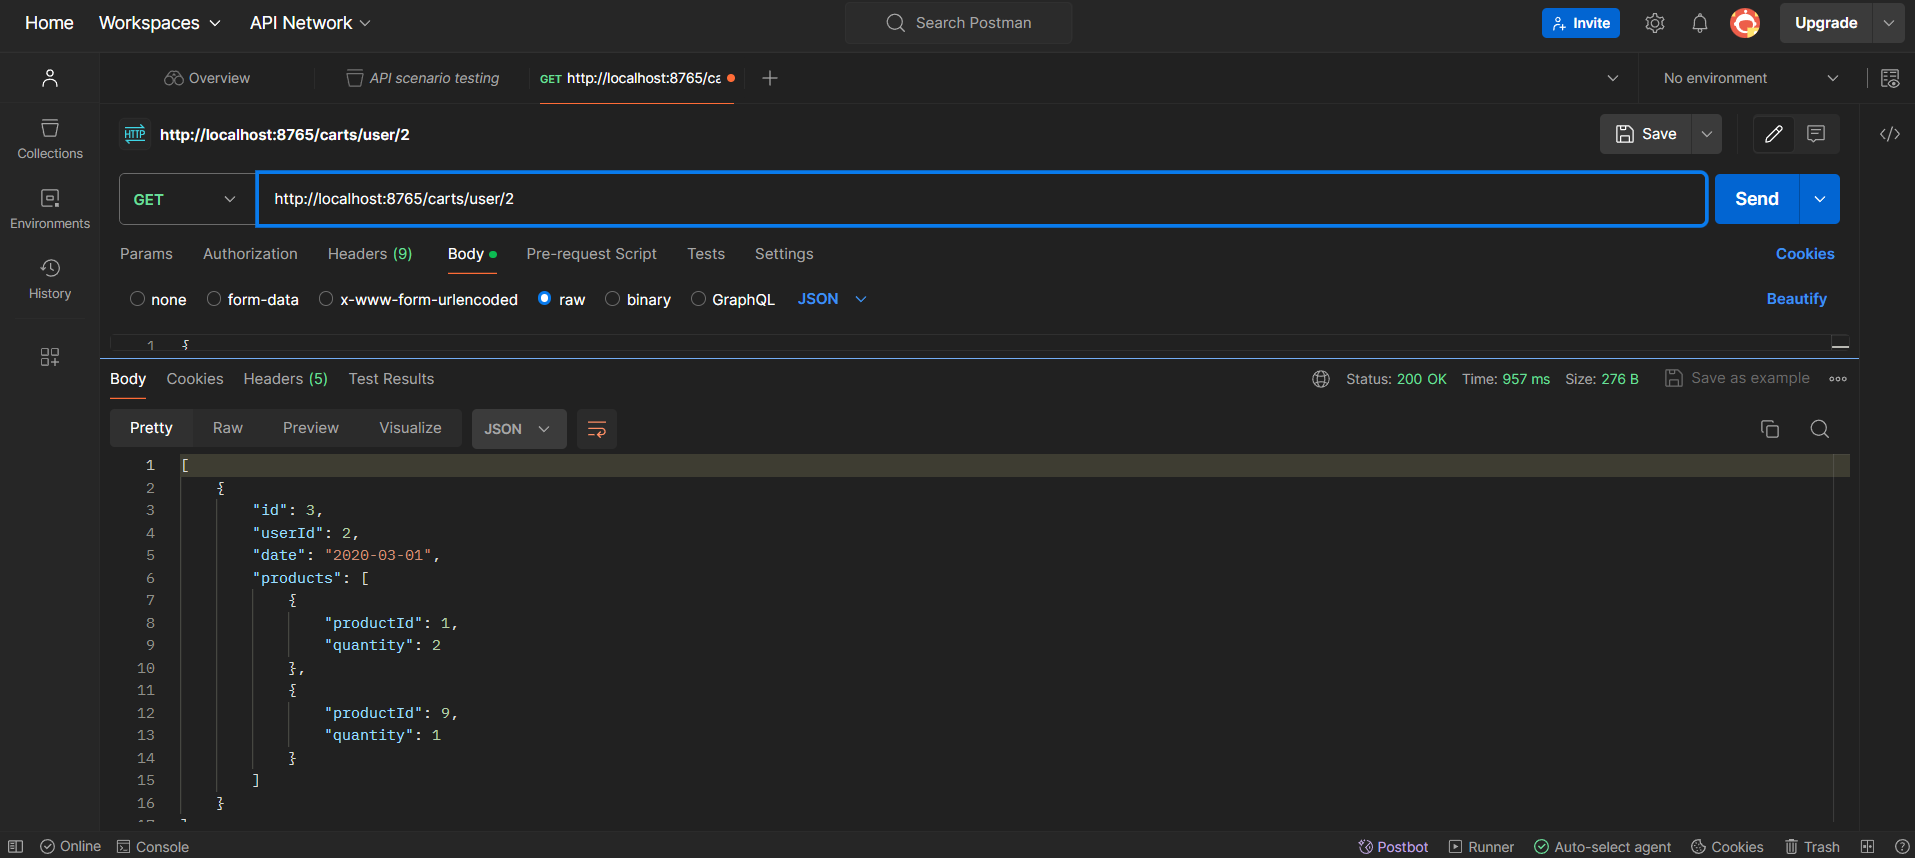 Home Workspaces API Network Search Postman Invite Upgrade
Overview API scenario testing GET http://localhost:8765/ca No environment
HTTP http://localhost:8765/carts/user/2 Save
Collections
Environments
History
GET http://localhost:8765/carts/user/2 Send
Params Authorization Headers (9) Body Pre-request Script Tests Settings Cookies
none form-data x-www-form-urlencoded raw binary GraphQL JSON Beautify
1 {
Body Cookies Headers (5) Test Results Status: 200 OK Time: 957 ms Size: 276 B Save as example
Pretty Raw Preview Visualize JSON
1 [
2 {
3 "id": 3,
4 "userId": 2,
5 "date": "2020-03-01",
6 "products": [
7 {
8 "productId": 1,
9 "quantity": 2
10 },
11 {
12 "productId": 9,
13 "quantity": 1
14 }
15 ]
16 }
Online Console Postbot Runner Auto-select agent Cookies Trash